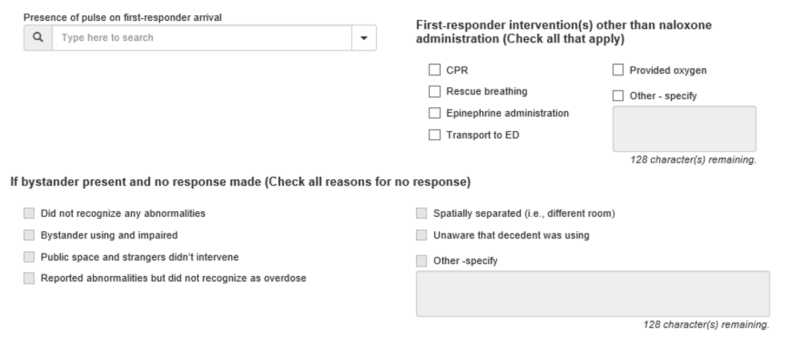 Presence of pulse on first-responder arrival
Type here to search
First-responder intervention(s) other than naloxone
administration (Check all that apply)
CPR
Rescue breathing
Epinephrine administration
Transport to ED
Provided oxygen
Other - specify
128 character(s) remaining.
If bystander present and no response made (Check all reasons for no response)
Did not recognize any abnormalities
Bystander using and impaired
Public space and strangers didn't intervene
Reported abnormalities but did not recognize as overdose
Spatially separated (i.e., different room)
Unaware that decedent was using
Other -specify
128 character(s) remaining.